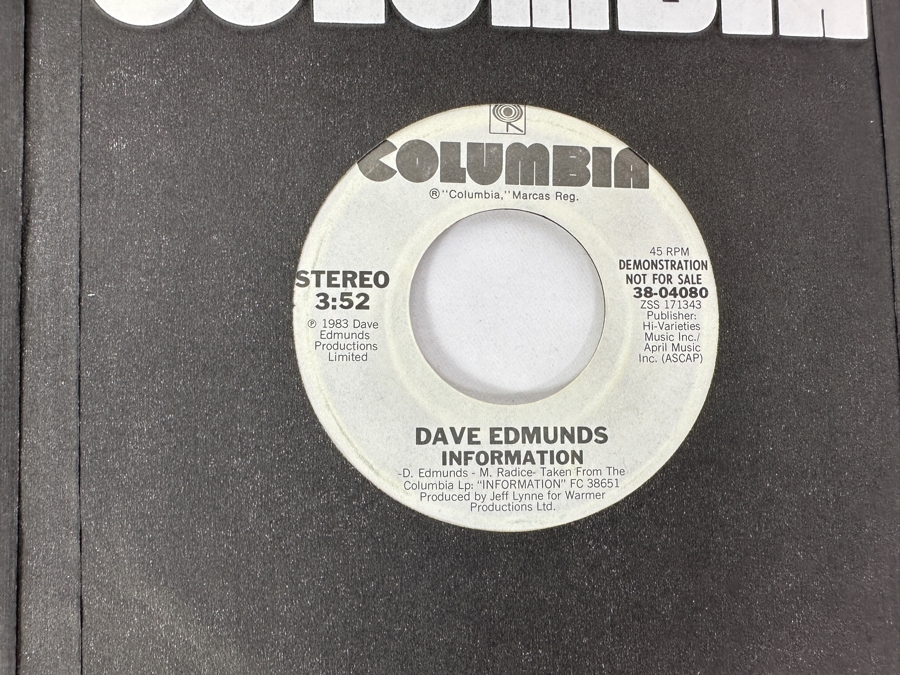 COLUMBIA
COLUMBIA
® "Columbia," Marcas Reg.
STEREO
3:52
℗ 1983 Dave
Edmunds
Productions
Limited
45 RPM
DEMONSTRATION
NOT FOR SALE
38-04080
ZSS 171343
Publisher:
Hi-Varieties
Music Inc./
April Music
Inc. (ASCAP)
DAVE EDMUNDS
INFORMATION
-D. Edmunds - M. Radice- Taken From The
Columbia Lp: "INFORMATION" FC 38651
Produced by Jeff Lynne for Warmer
Productions Ltd.